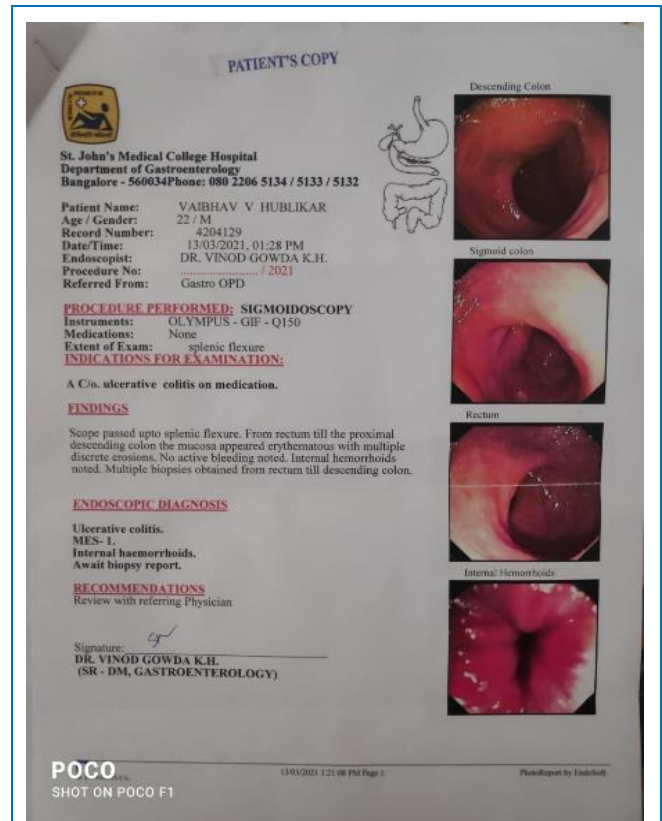 PATIENT'S COPY
St. John's Medical College Hospital
Department of Gastroenterology
Bangalore - 560034Phone: 080 2206 5134 / 5133 / 5132
Patient Name: VAIBHAV V HUBLIKAR
Age / Gender: 22 / M
Record Number: 4204129
Date/Time: 13/03/2021, 01:28 PM
Endoscopist: DR. VINOD GOWDA K.H.
Procedure No: ..................... / 2021
Referred From: Gastro OPD
PROCEDURE PERFORMED: SIGMOIDOSCOPY
Instruments: OLYMPUS - GIF - Q150
Medications: None
Extent of Exam: splenic flexure
INDICATIONS FOR EXAMINATION:
A C/o. ulcerative colitis on medication.
FINDINGS
Scope passed upto splenic flexure. From rectum till the proximal
descending colon the mucosa appeared erythematous with multiple
discrete erosions. No active bleeding noted. Internal hemorrhoids
noted. Multiple biopsies obtained from rectum till descending colon.
ENDOSCOPIC DIAGNOSIS
Ulcerative colitis.
MES- 1.
Internal haemorrhoids.
Await biopsy report.
RECOMMENDATIONS
Review with referring Physician
Signature:
DR. VINOD GOWDA K.H.
(SR - DM, GASTROENTEROLOGY)
Descending Colon
Sigmoid colon
Rectum
Internal Hemorrhoids
13/03/2021 1:21:08 PM Page 1
PhotoReport by EndoSoft
POCO
SHOT ON POCO F1